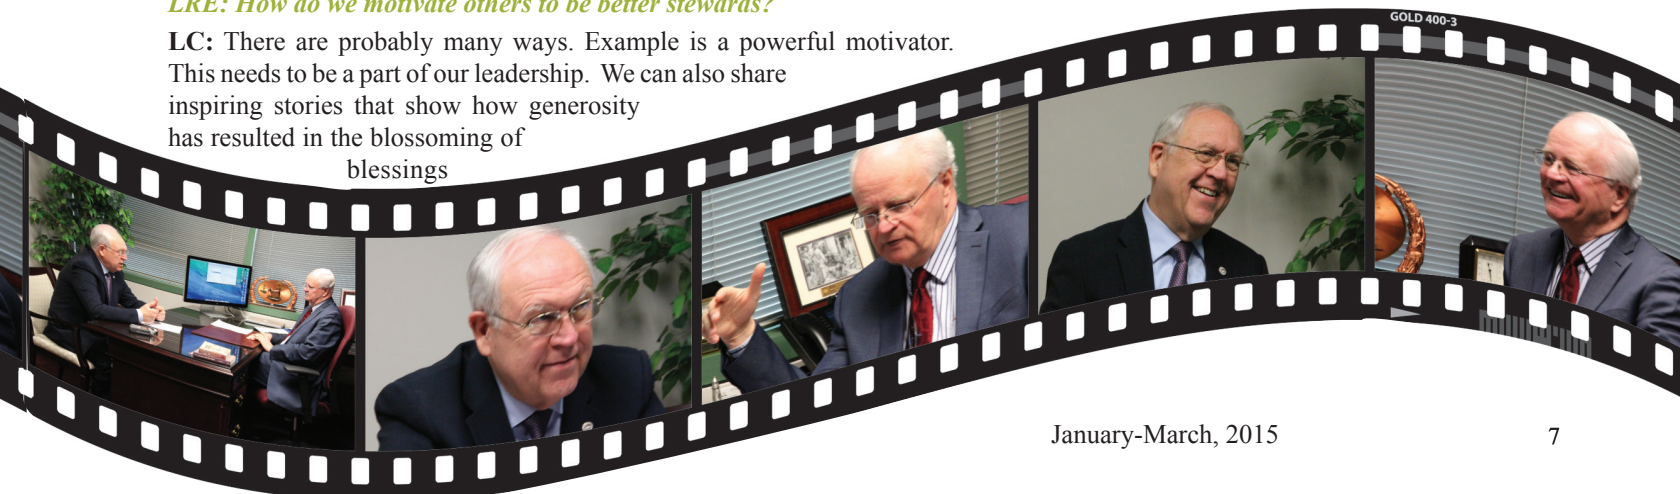 LRE: How do we motivate others to be better stewards?
LC: There are probably many ways. Example is a powerful motivator.
This needs to be a part of our leadership. We can also share
inspiring stories that show how generosity
has resulted in the blossoming of
blessings
GOLD 400-3
January-March, 2015
7